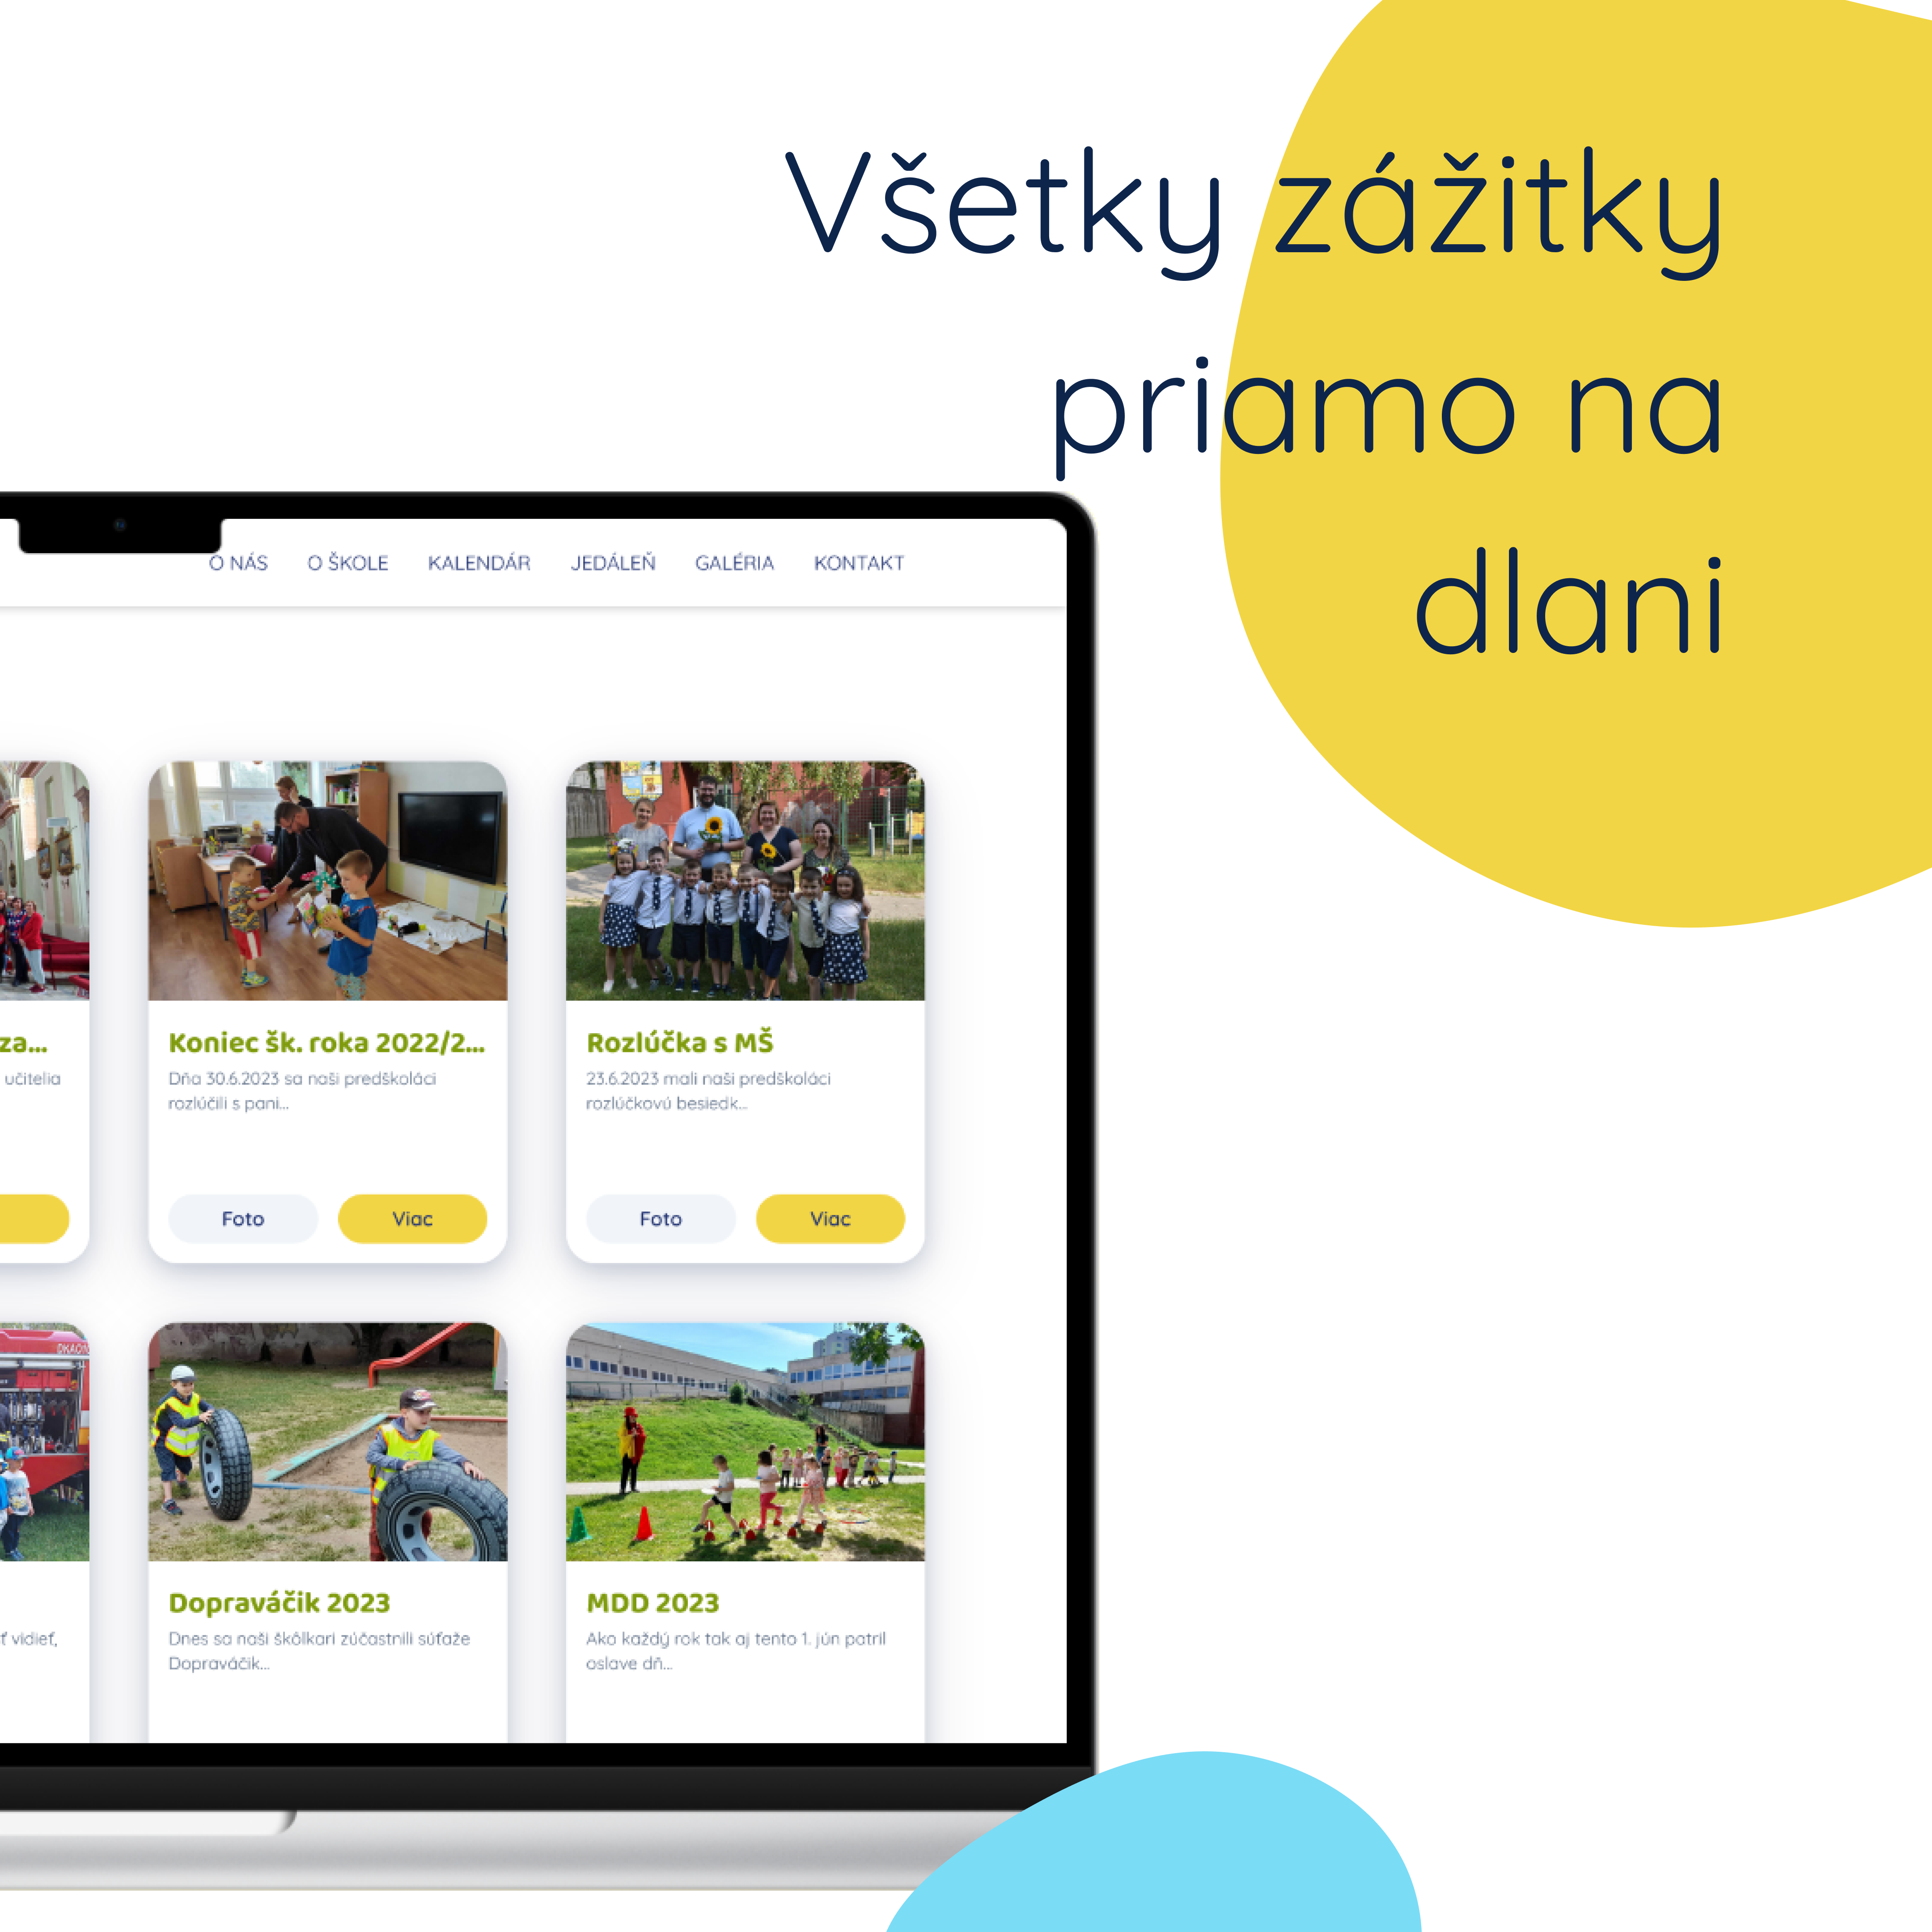 Všetky zážitky
priamo na
dlani
O NÁS O ŠKOLE KALENDÁR JEDÁLEŇ GALÉRIA KONTAKT
za...
učitelia
Koniec šk. roka 2022/2...
Dňa 30.6.2023 sa naši predškoláci
rozlúčili s pani...
Foto Viac
Rozlúčka s MŠ
23.6.2023 mali naši predškoláci
rozlúčkovú besiedk...
Foto Viac
vidieť,
Dopraváčik 2023
Dnes sa naši škôlkari zúčastnili súťaže
Dopraváčik...
MDD 2023
Ako každý rok tak aj tento 1. jún patril
oslave dň...